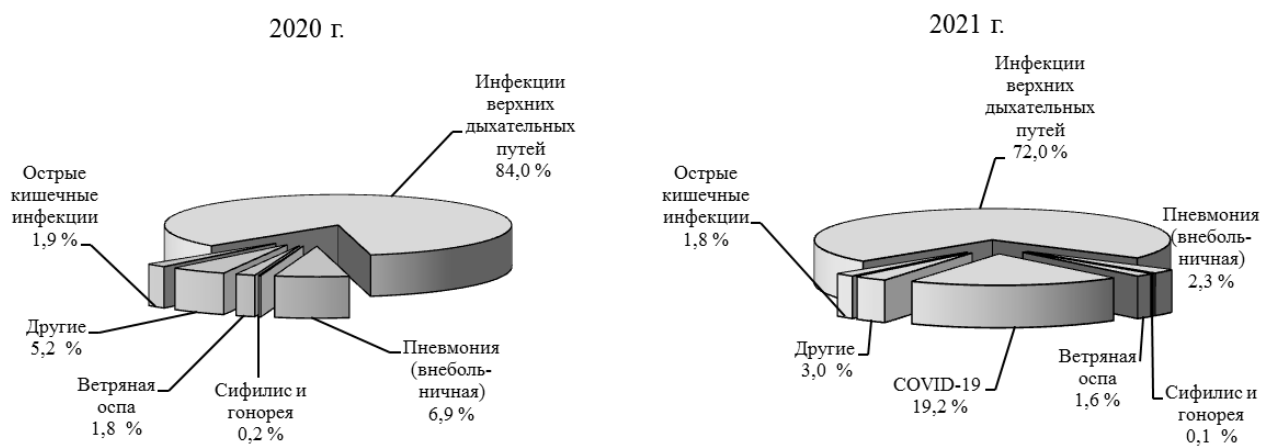 2020 г.
Инфекции
верхних
дыхательных
путей
84,0 %
Острые
кишечные
инфекции
1,9 %
Другие
5,2 %
Ветряная
оспа
1,8 %
Сифилис и
гонорея
0,2 %
Пневмония
(внеболь-
ничная)
6,9 %
2021 г.
Инфекции
верхних
дыхательных
путей
72,0 %
Острые
кишечные
инфекции
1,8 %
Пневмония
(внеболь-
ничная)
2,3 %
Другие
3,0 %
COVID-19
19,2 %
Ветряная
оспа
1,6 %
Сифилис и
гонорея
0,1 %